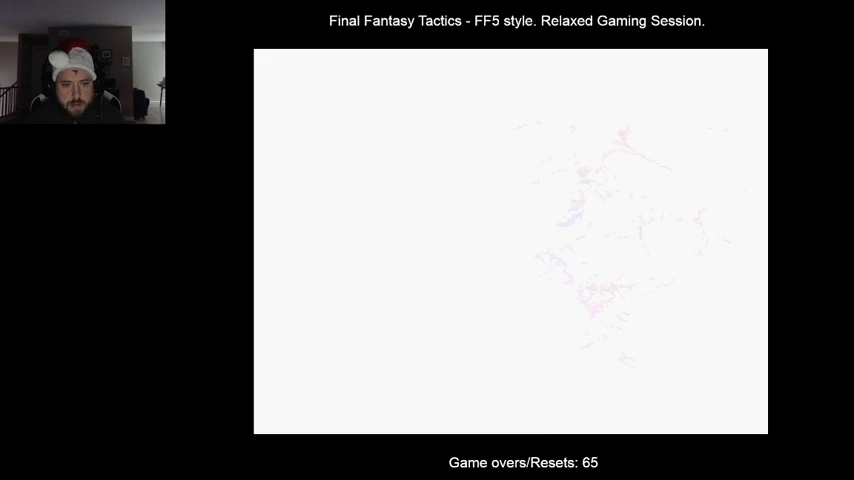 Final Fantasy Tactics - FF5 style. Relaxed Gaming Session.
Game overs/Resets: 65